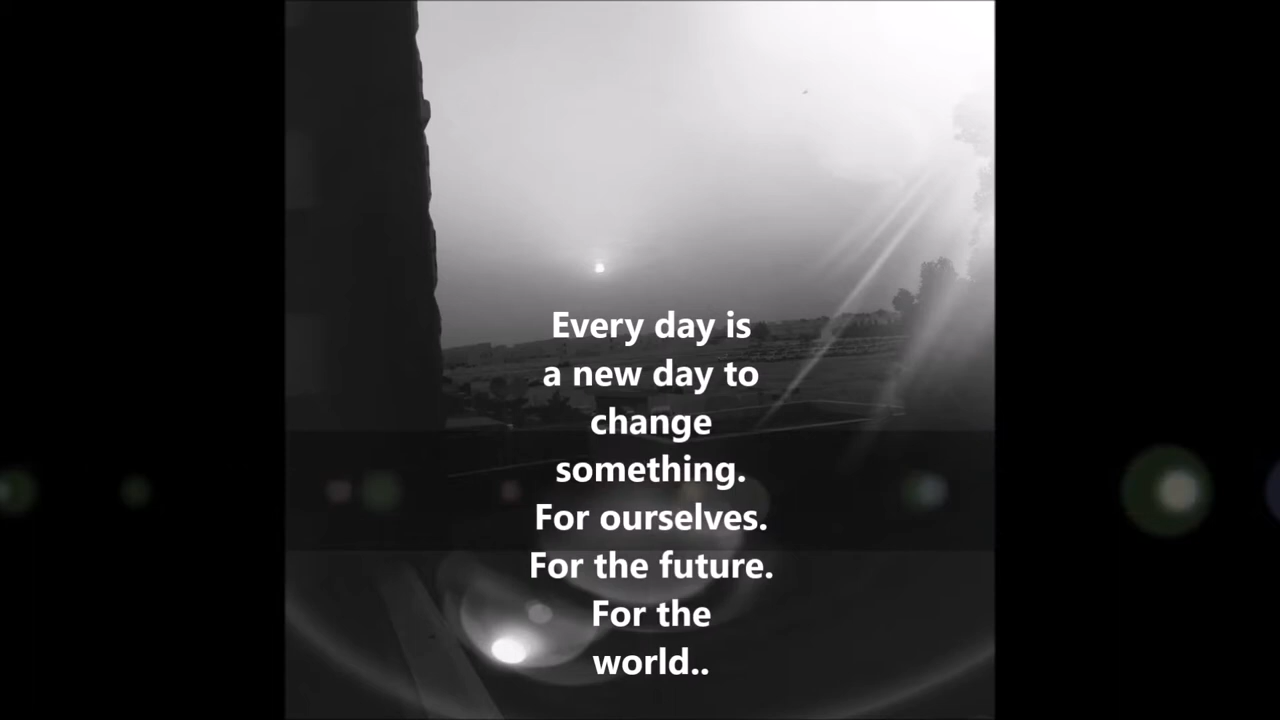 Every day is
a new day to
change
something.
For ourselves.
For the future.
For the
world..